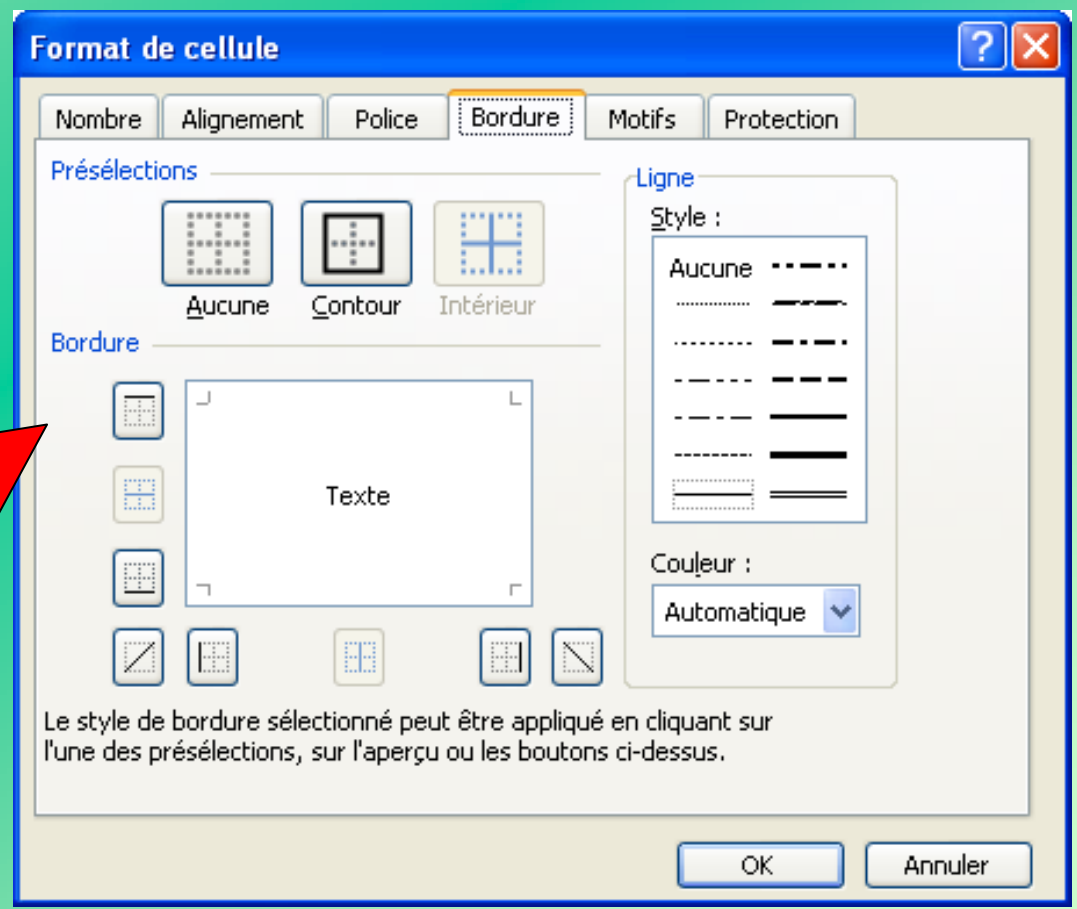 Format de cellule
Nombre Alignement Police Bordure Motifs Protection
Présélections
Aucune Contour Intérieur
Bordure
Texte
Ligne
Style :
Aucune
Couleur :
Automatique
Le style de bordure sélectionné peut être appliqué en cliquant sur
l'une des présélections, sur l'aperçu ou les boutons ci-dessus.
OK Annuler